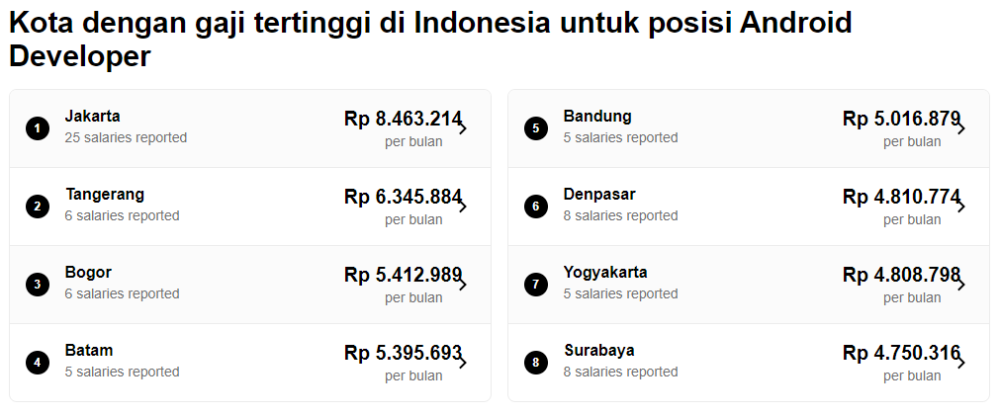 Kota dengan gaji tertinggi di Indonesia untuk posisi Android
Developer
1
Jakarta
25 salaries reported
Rp 8.463.214
per bulan
2
Tangerang
6 salaries reported
Rp 6.345.884
per bulan
3
Bogor
6 salaries reported
Rp 5.412.989
per bulan
4
Batam
5 salaries reported
Rp 5.395.693
per bulan
5
Bandung
5 salaries reported
Rp 5.016.879
per bulan
6
Denpasar
8 salaries reported
Rp 4.810.774
per bulan
7
Yogyakarta
5 salaries reported
Rp 4.808.798
per bulan
8
Surabaya
8 salaries reported
Rp 4.750.316
per bulan